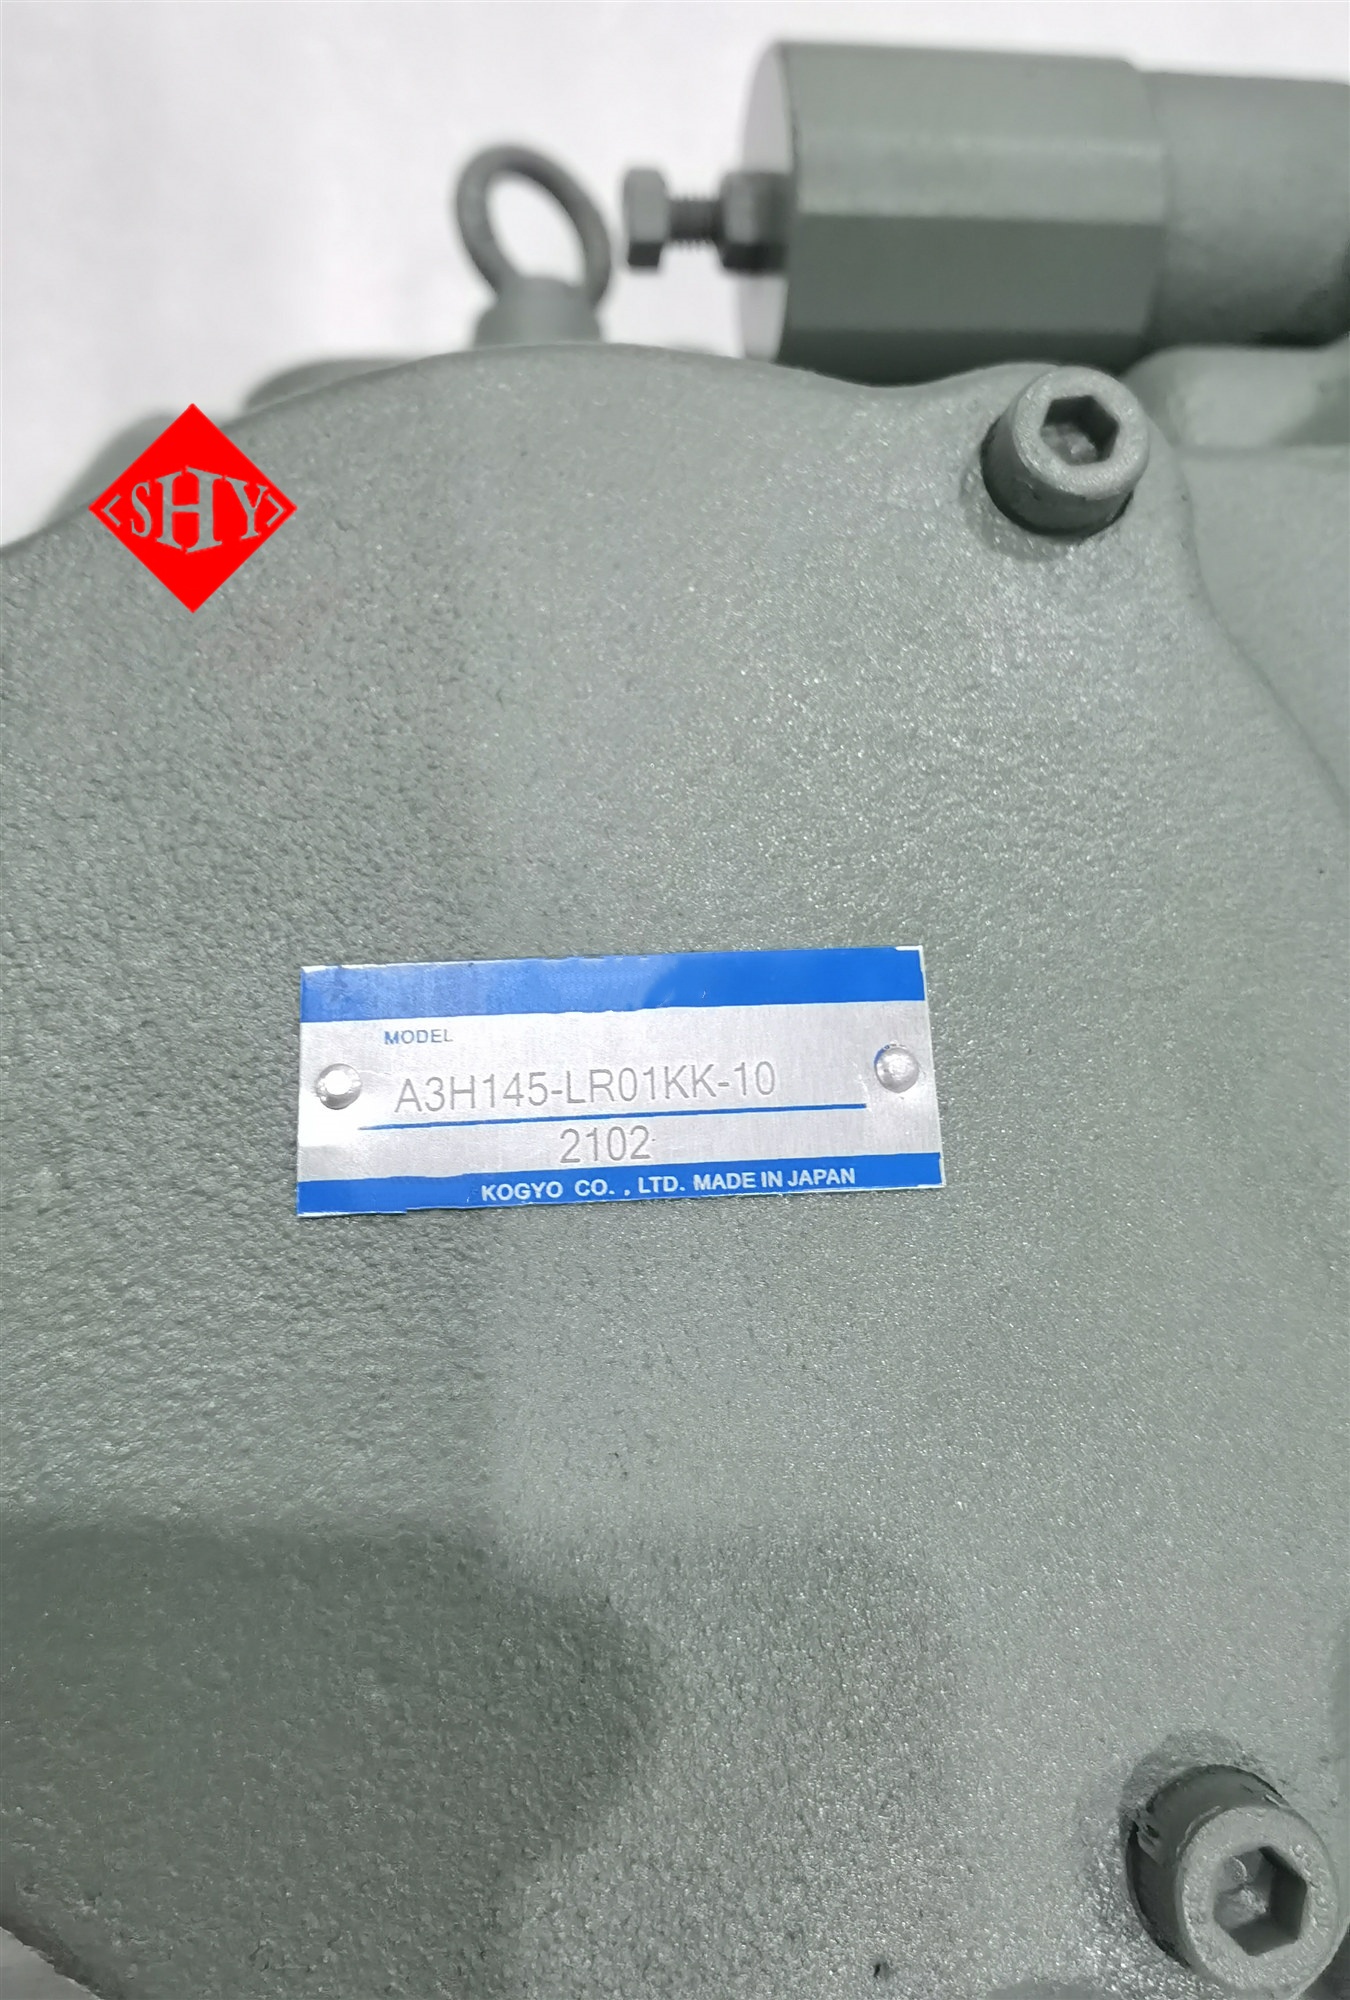 <SHY>
MODEL
A3H145-LR01KK-10
2102
KOGYO CO. , LTD. MADE IN JAPAN